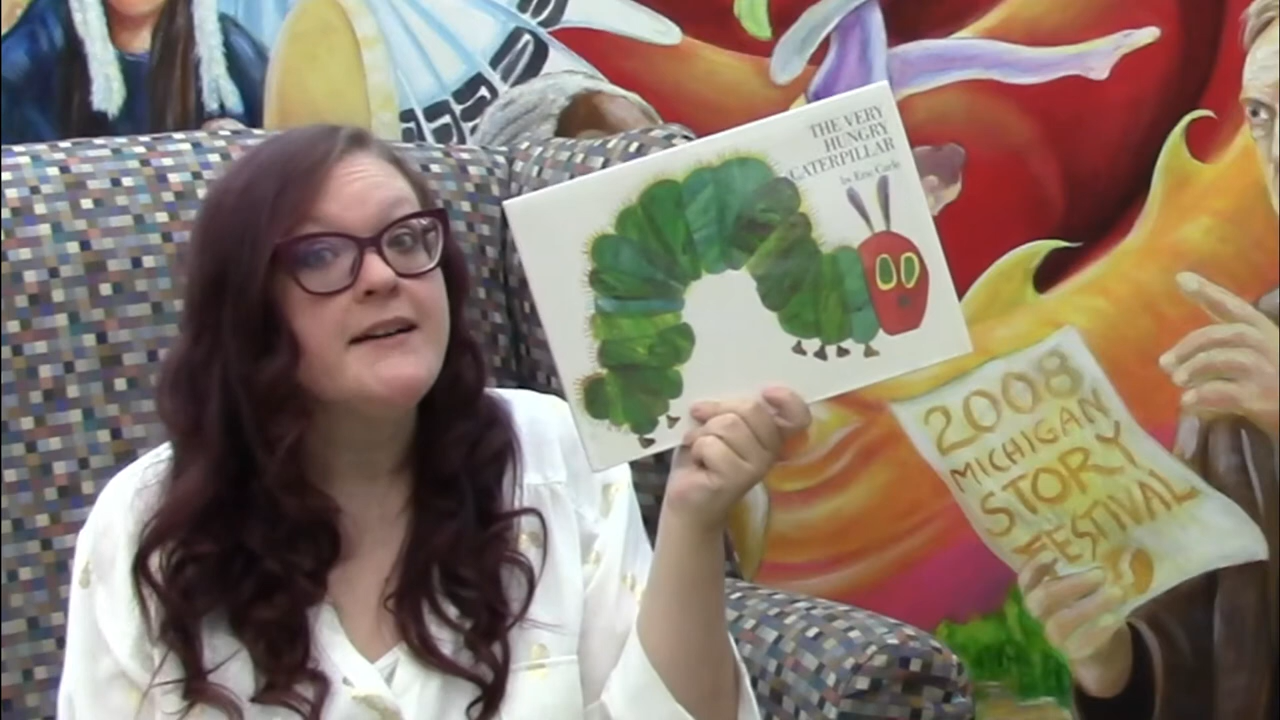 THE VERY
HUNGRY
CATERPILLAR
by Eric Carle
2008
MICHIGAN
STORY
FESTIVAL